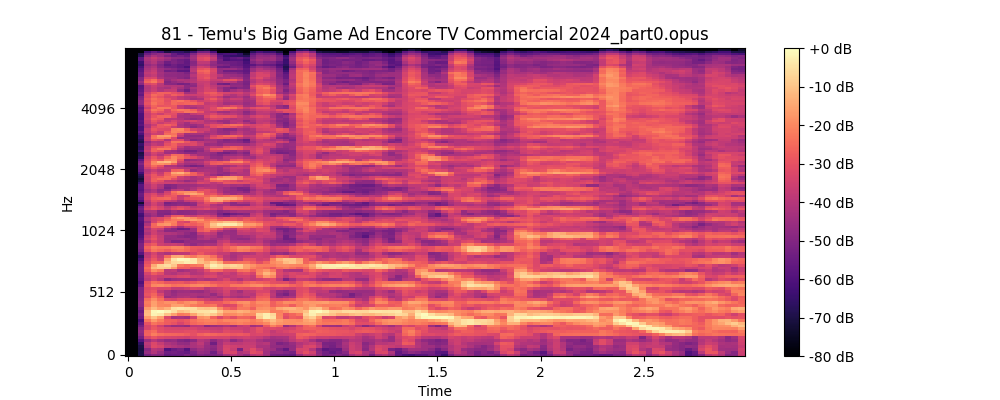 81 - Temu's Big Game Ad Encore TV Commercial 2024_part0.opus
+0 dB
4096
-10 dB
-20 dB
2048
-30 dB
Hz
-40 dB
1024
-50 dB
512
-60 dB
-70 dB
0
-80 dB
0 0.5 1 1.5 2 2.5
Time